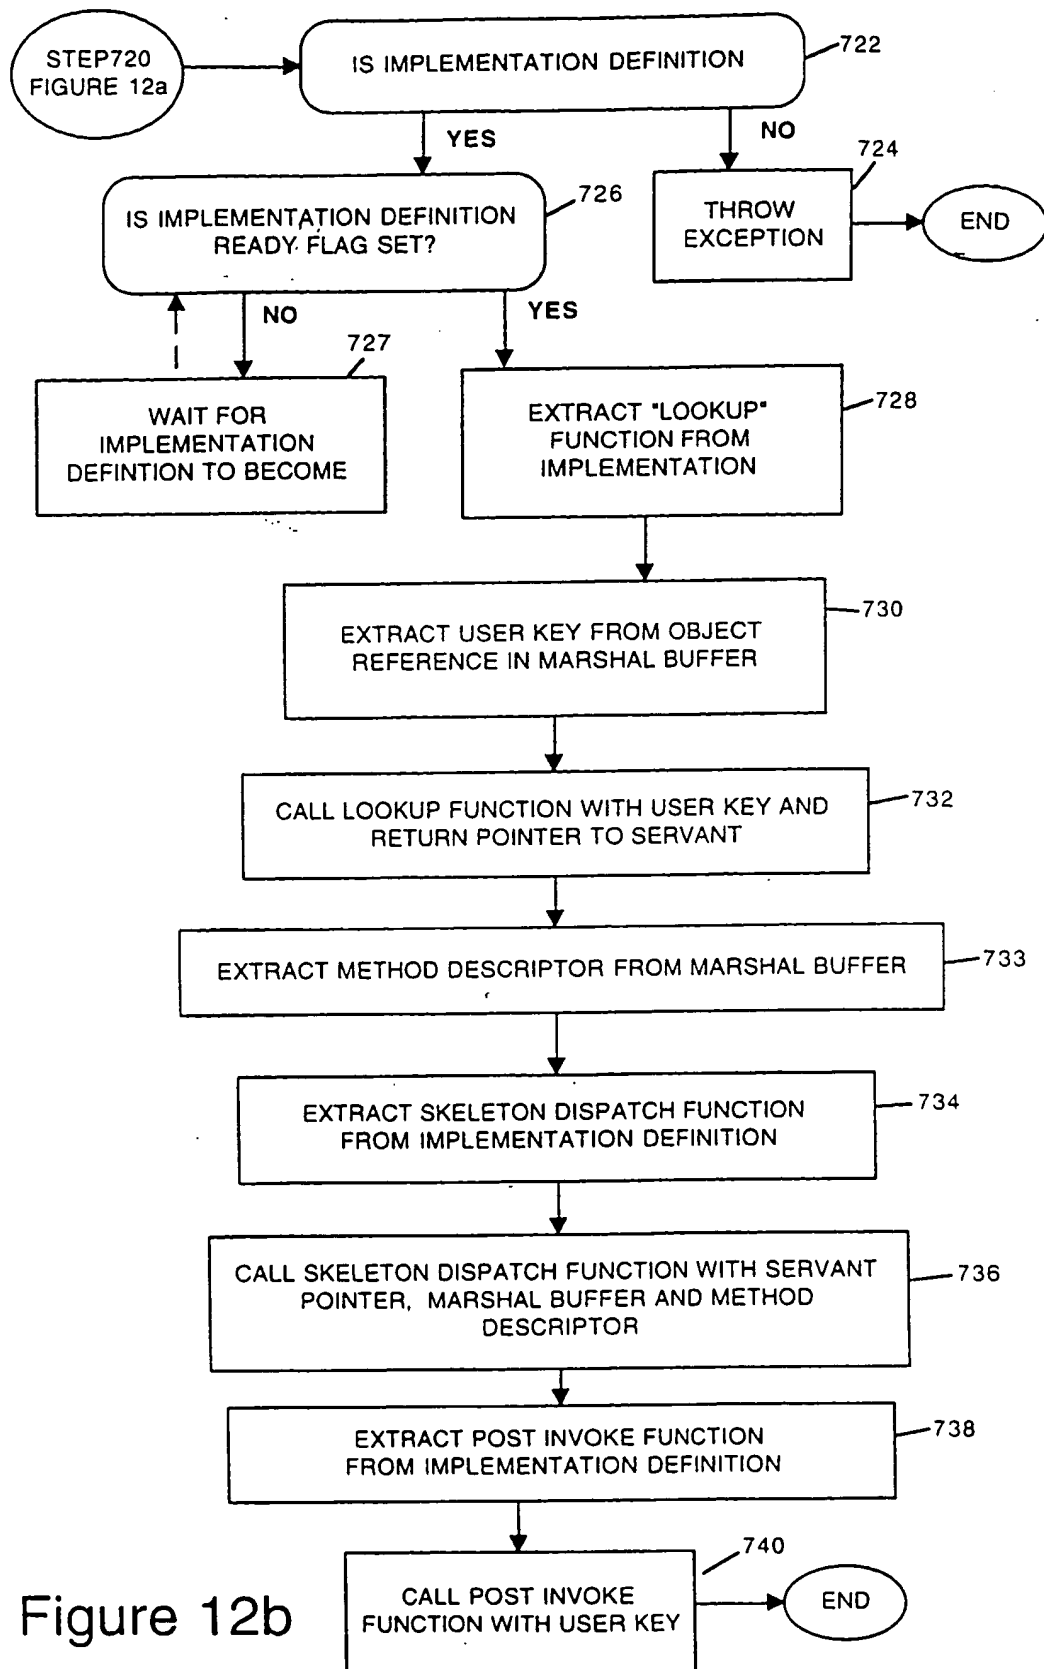 STEP720
FIGURE 12a
IS IMPLEMENTATION DEFINITION
722
YES
NO
724
IS IMPLEMENTATION DEFINITION
READY FLAG SET?
726
THROW
EXCEPTION
END
NO
YES
727
WAIT FOR
IMPLEMENTATION
DEFINTION TO BECOME
EXTRACT "LOOKUP"
FUNCTION FROM
IMPLEMENTATION
728
EXTRACT USER KEY FROM OBJECT
REFERENCE IN MARSHAL BUFFER
730
CALL LOOKUP FUNCTION WITH USER KEY AND
RETURN POINTER TO SERVANT
732
EXTRACT METHOD DESCRIPTOR FROM MARSHAL BUFFER
733
EXTRACT SKELETON DISPATCH FUNCTION
FROM IMPLEMENTATION DEFINITION
734
CALL SKELETON DISPATCH FUNCTION WITH SERVANT
POINTER, MARSHAL BUFFER AND METHOD
DESCRIPTOR
736
EXTRACT POST INVOKE FUNCTION
FROM IMPLEMENTATION DEFINITION
738
CALL POST INVOKE
FUNCTION WITH USER KEY
740
END
Figure 12b